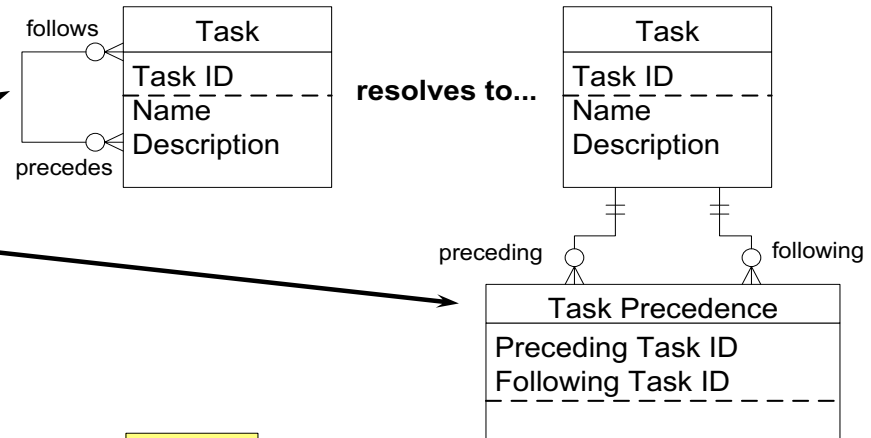 follows
Task
Task ID
Name
Description
precedes
resolves to...
Task
Task ID
Name
Description
preceding
following
Task Precedence
Preceding Task ID
Following Task ID